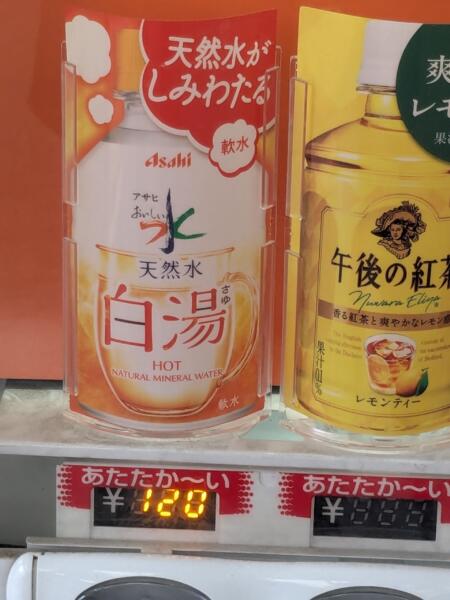 天然水が
しみわたる
軟水
Asahi
アサヒ
おいしい水
天然水
白湯
さゆ
HOT
NATURAL MINERAL WATER
軟水
あたたか〜い
¥ 120
爽
レモ
午後の紅茶
Nuwara Eliya
香る紅茶と爽やかなレモン
レモンティー
あたたか〜い
¥